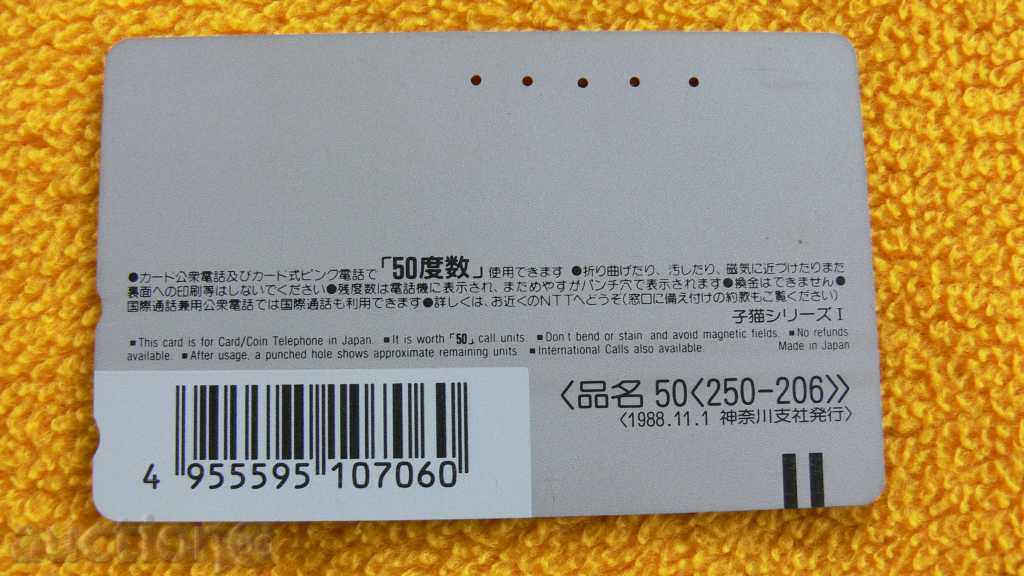 ●カード公衆電話及びカード式ピンク電話で「50度数」使用できます ●折り曲げたり、汚したり、磁気に近づけたりまた
裏面への印刷等はしないでください●残度数は電話機に表示され、まためやすがパンチ穴で表示されます●換金はできません●
国際通話兼用公衆電話では国際通話も利用できます●詳しくは、お近くのNTTへどうぞ(窓口に備え付けの約款もご覧ください)
子猫シリーズI
■This card is for Card/Coin Telephone in Japan. ■It is worth「50」call units. ■Don't bend or stain and avoid magnetic fields. ■No refunds
available. ■After usage, a punched hole shows approximate remaining units ■International Calls also available. Made in Japan
〈品名 50〈250-206〉〉
〈1988.11.1 神奈川支社発行〉
4 955595 107060